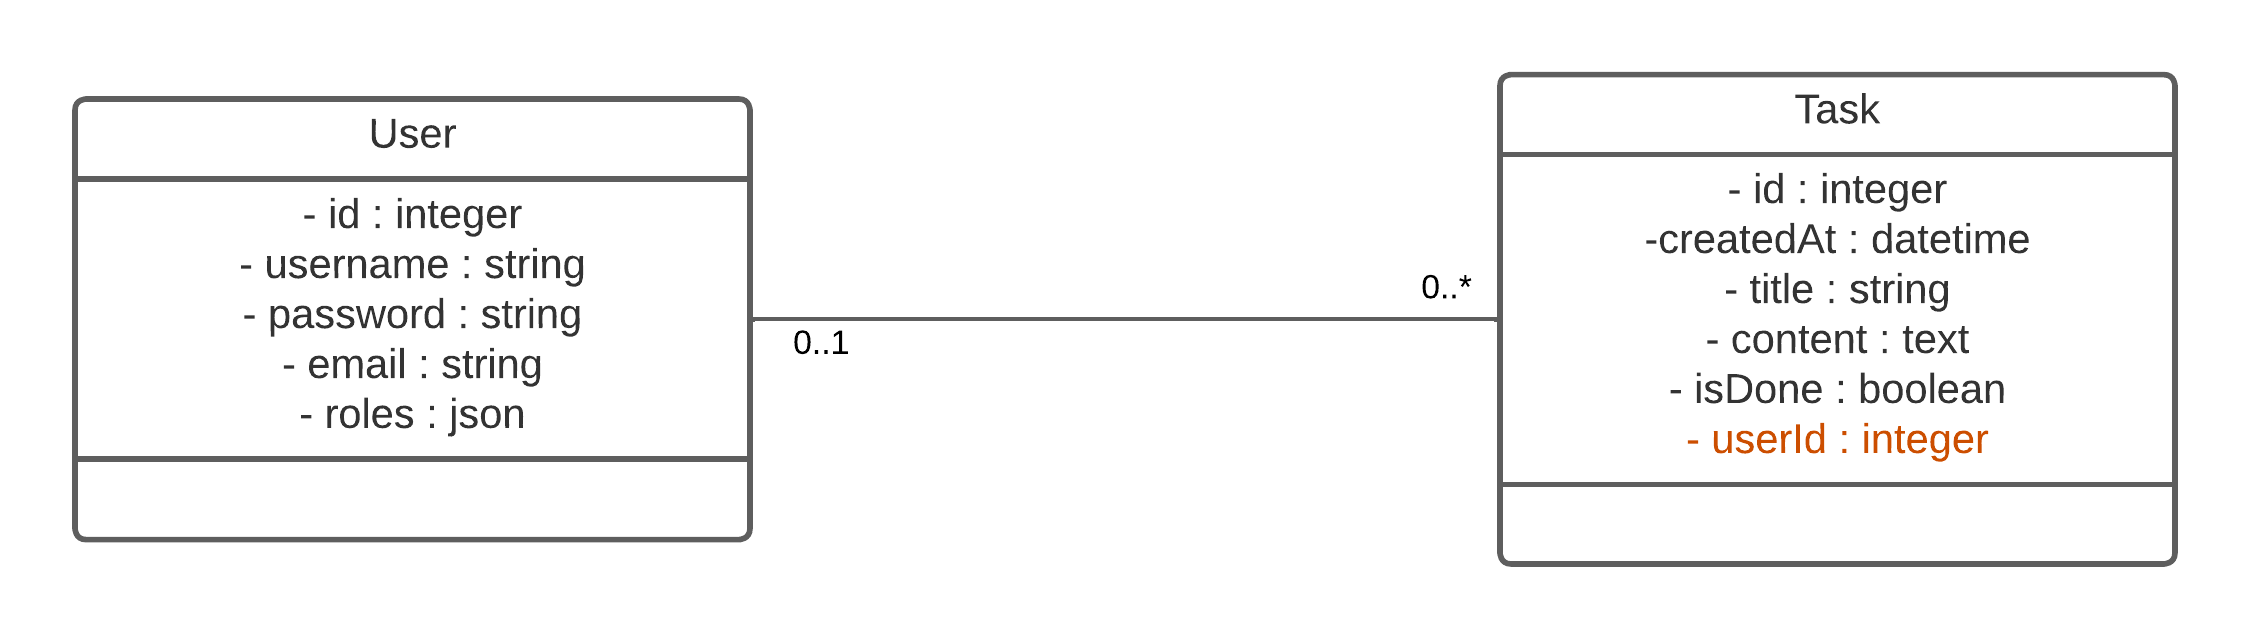 User
- id : integer
- username : string
- password : string
- email : string
- roles : json
0..1
0..*
Task
- id : integer
-createdAt : datetime
- title : string
- content : text
- isDone : boolean
- userId : integer